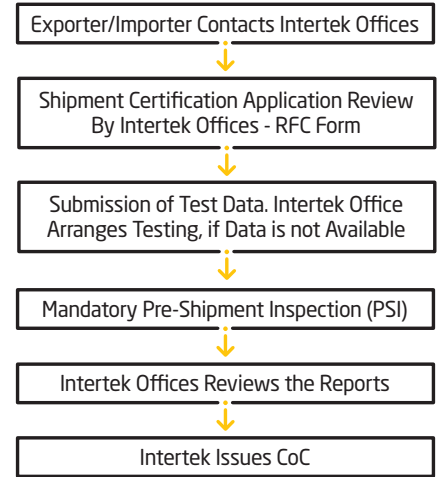 Exporter/Importer Contacts Intertek Offices
Shipment Certification Application Review
By Intertek Offices - RFC Form
Submission of Test Data. Intertek Office
Arranges Testing, if Data is not Available
Mandatory Pre-Shipment Inspection (PSI)
Intertek Offices Reviews the Reports
Intertek Issues CoC